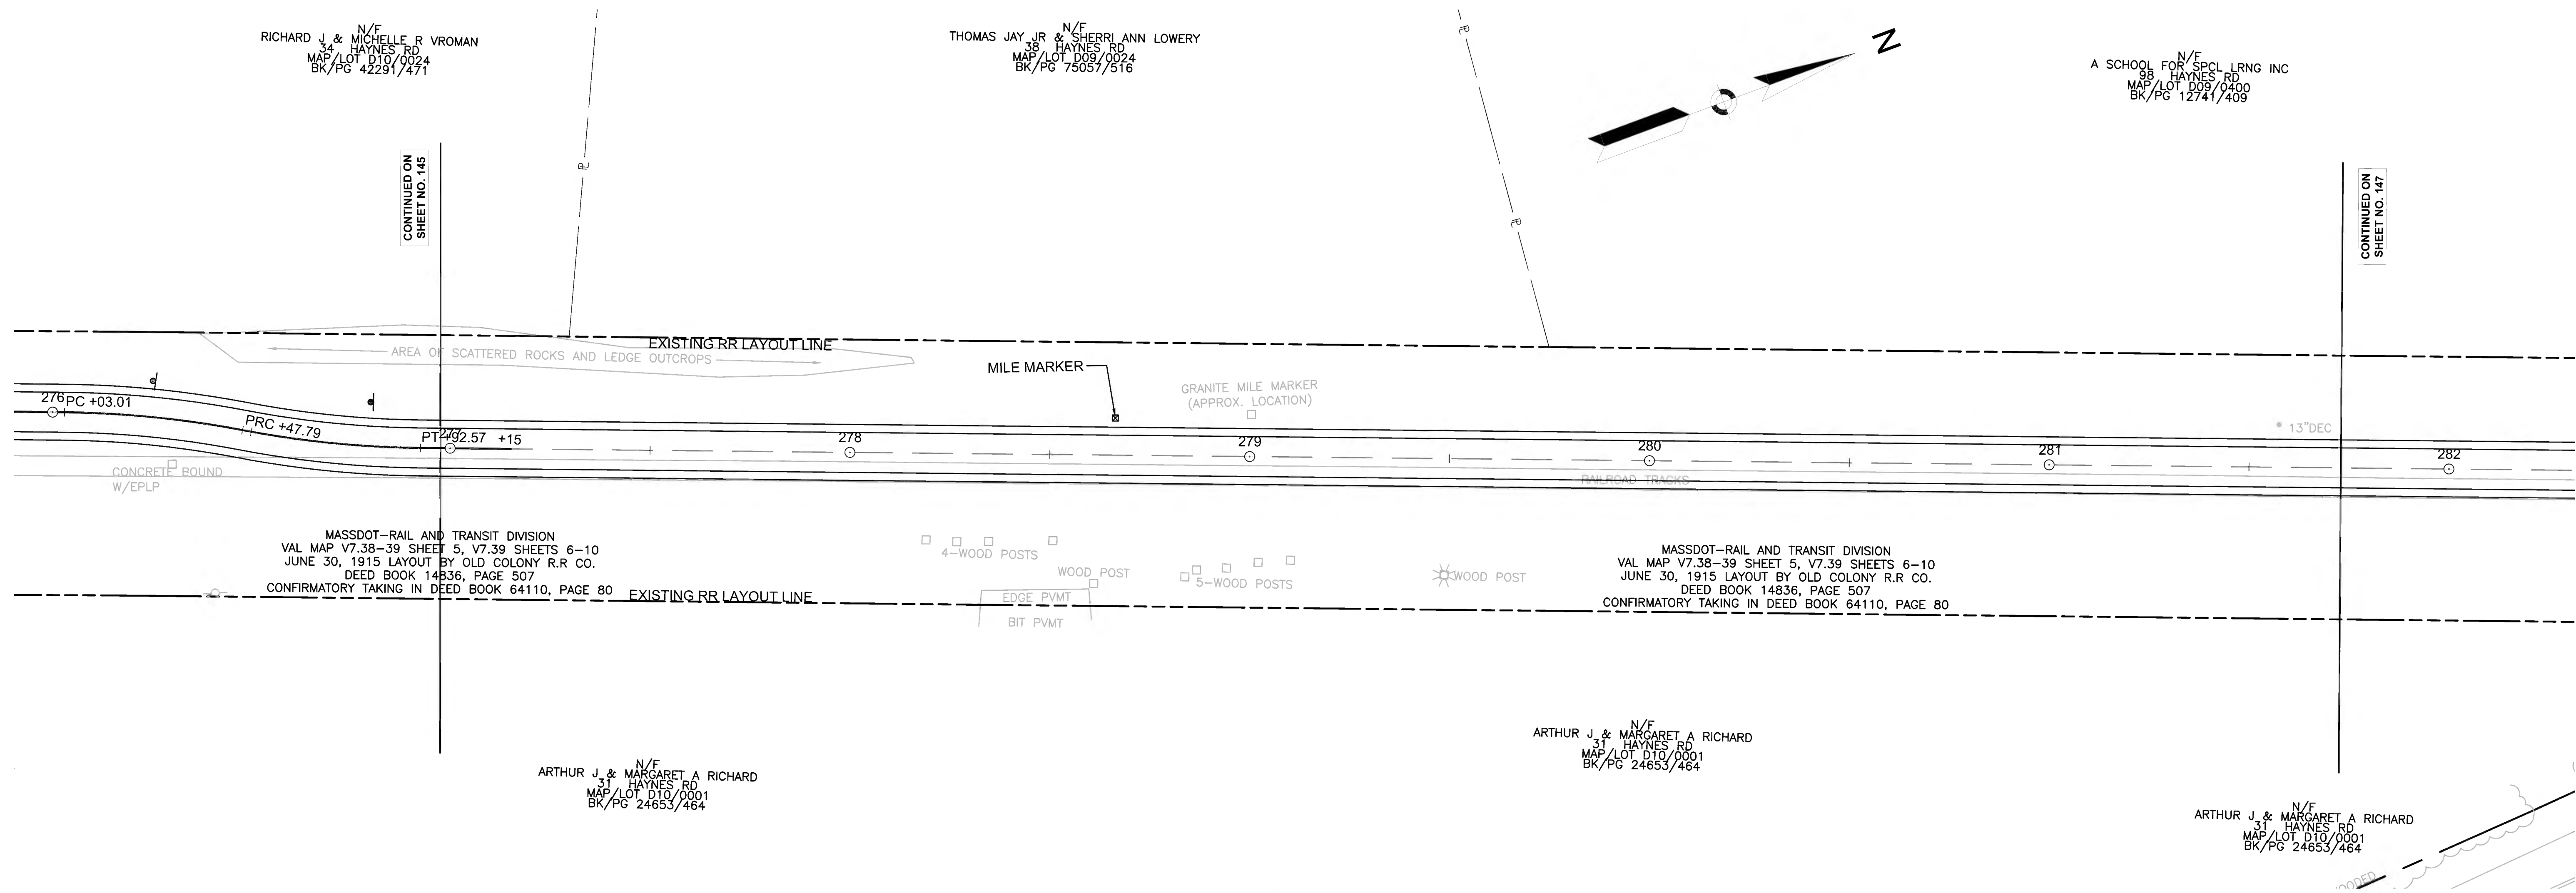 N/F
RICHARD J & MICHELLE R VROMAN
34 HAYNES RD
MAP/LOT D10/0024
BK/PG 42291/471
N/F
THOMAS JAY JR & SHERRI ANN LOWERY
38 HAYNES RD
MAP/LOT D09/0024
BK/PG 75057/516
N
N/F
A SCHOOL FOR SPCL LRNG INC
98 HAYNES RD
MAP/LOT D09/0400
BK/PG 12741/409
CONTINUED ON
SHEET NO. 145
PL
PL
PL
CONTINUED ON
SHEET NO. 147
EXISTING RR LAYOUT LINE
AREA OF SCATTERED ROCKS AND LEDGE OUTCROPS
MILE MARKER
GRANITE MILE MARKER
(APPROX. LOCATION)
276
PC +03.01
PRC +47.79
277
PT +92.57
+15
278
279
280
281
282
13"DEC
CONCRETE BOUND
W/EPLP
RAILROAD TRACKS
MASSDOT-RAIL AND TRANSIT DIVISION
VAL MAP V7.38-39 SHEET 5, V7.39 SHEETS 6-10
JUNE 30, 1915 LAYOUT BY OLD COLONY R.R CO.
DEED BOOK 14836, PAGE 507
CONFIRMATORY TAKING IN DEED BOOK 64110, PAGE 80
EXISTING RR LAYOUT LINE
4-WOOD POSTS
WOOD POST
5-WOOD POSTS
EDGE PVMT
BIT PVMT
WOOD POST
MASSDOT-RAIL AND TRANSIT DIVISION
VAL MAP V7.38-39 SHEET 5, V7.39 SHEETS 6-10
JUNE 30, 1915 LAYOUT BY OLD COLONY R.R CO.
DEED BOOK 14836, PAGE 507
CONFIRMATORY TAKING IN DEED BOOK 64110, PAGE 80
N/F
ARTHUR J & MARGARET A RICHARD
31 HAYNES RD
MAP/LOT D10/0001
BK/PG 24653/464
N/F
ARTHUR J & MARGARET A RICHARD
31 HAYNES RD
MAP/LOT D10/0001
BK/PG 24653/464
N/F
ARTHUR J & MARGARET A RICHARD
31 HAYNES RD
MAP/LOT D10/0001
BK/PG 24653/464